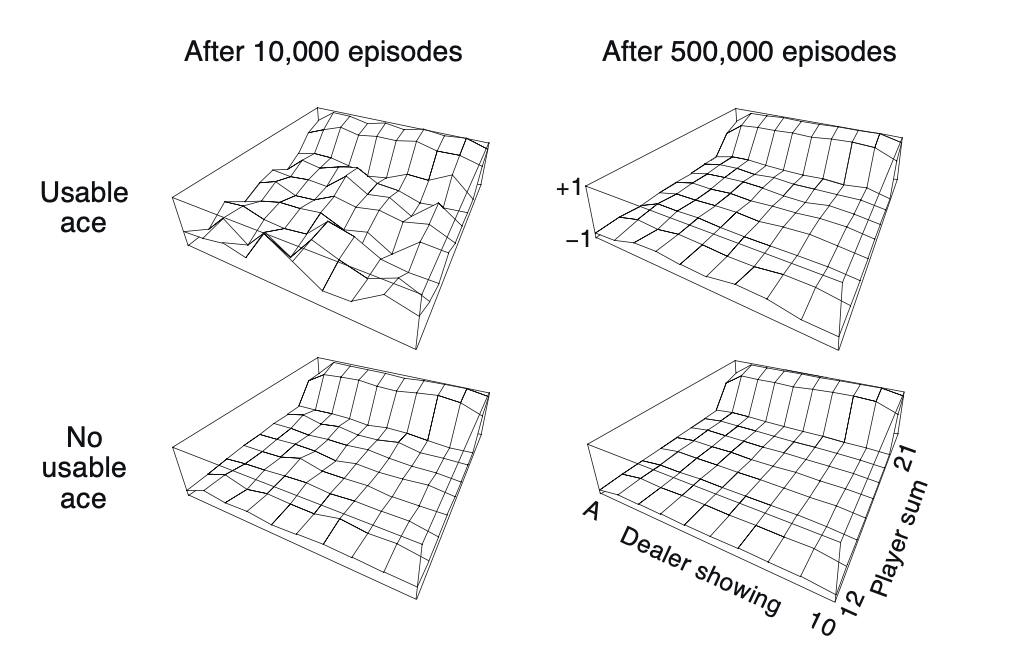 After 10,000 episodes
After 500,000 episodes
Usable
ace
+1
−1
No
usable
ace
A
Dealer showing
10
12
Player sum
21